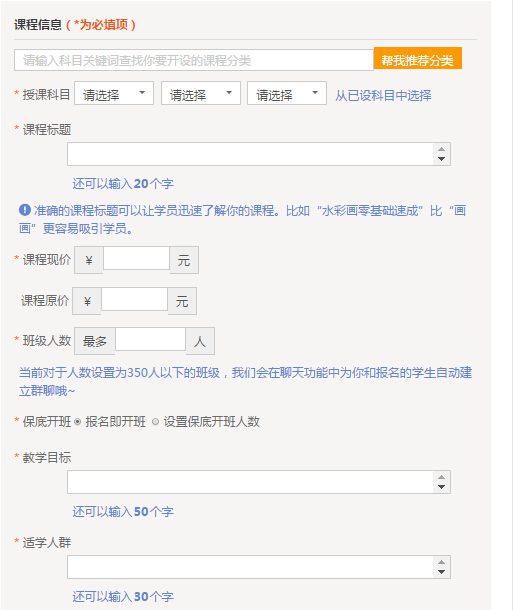 课程信息（*为必填项）
请输入科目关键词查找你要开设的课程分类 帮我推荐分类
* 授课科目 请选择 请选择 请选择 从已设科目中选择
* 课程标题
还可以输入20个字
准确的课程标题可以让学员迅速了解你的课程。比如“水彩画零基础速成”比“画
画”更容易吸引学员。
* 课程现价 ¥ 元
课程原价 ¥ 元
* 班级人数 最多 人
当前对于人数设置为350人以下的班级，我们会在聊天功能中为你和报名的学生自动建
立群聊哦~
* 保底开班 报名即开班 设置保底开班人数
* 教学目标
还可以输入50个字
* 适学人群
还可以输入30个字